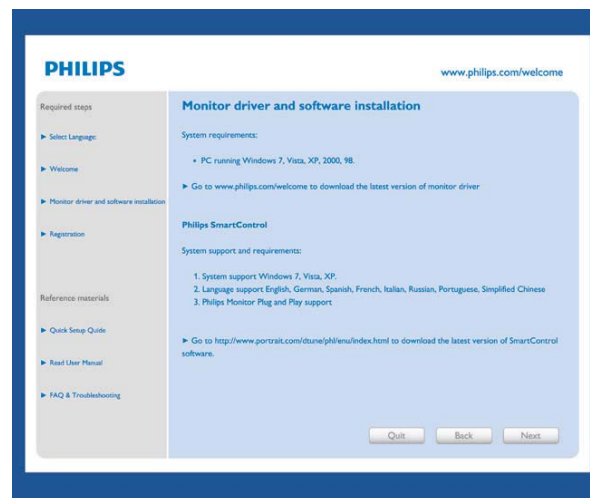 PHILIPS
www.philips.com/welcome
Required steps
► Select Language:
► Welcome
► Monitor driver and software installation
► Registration
Reference materials
► Quick Setup Quide
► Read User Manual
► FAQ & Troubleshooting
Monitor driver and software installation
System requirements:
• PC running Windows 7, Vista, XP, 2000, 98.
► Go to www.philips.com/welcome to download the latest version of monitor driver
Philips SmartControl
System support and requirements:
1. System support Windows 7, Vista, XP.
2. Language support English, German, Spanish, French, Italian, Russian, Portuguese, Simplified Chinese
3. Philips Monitor Plug and Play support
► Go to http://www.portrait.com/dtune/phl/enu/index.html to download the latest version of SmartControl
software.
Quit
Back
Next